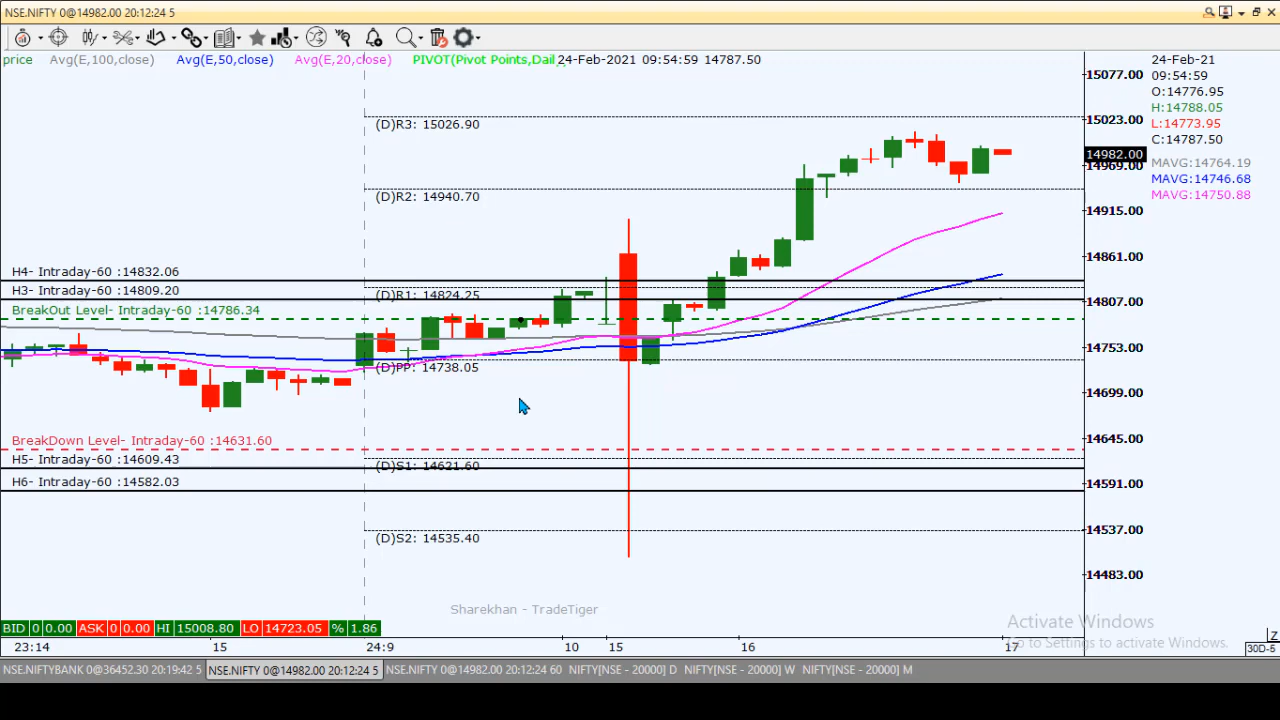 NSE.NIFTY 0@14982.00 20:12:24 5
price Avg(E,100,close) Avg(E,50,close) Avg(E,20,close) PIVOT(Pivot Points,Dail 24-Feb-2021 09:54:59 14787.50
24-Feb-21
09:54:59
O:14776.95
H:14788.05
L:14773.95
C:14787.50
MAVG:14764.19
MAVG:14746.68
MAVG:14750.88
15077.00
15023.00
14982.00
14969.00
14915.00
14861.00
14807.00
14753.00
14699.00
14645.00
14591.00
14537.00
14483.00
(D)R3: 15026.90
(D)R2: 14940.70
H4- Intraday-60 :14832.06
H3- Intraday-60 :14809.20
(D)R1: 14824.25
BreakOut Level- Intraday-60 :14786.34
(D)PP: 14738.05
BreakDown Level- Intraday-60 :14631.60
H5- Intraday-60 :14609.43
(D)S1: 14621.60
H6- Intraday-60 :14582.03
(D)S2: 14535.40
Sharekhan - TradeTiger
Activate Windows
Go to Settings to activate Windows.
BID 0 0.00 ASK 0 0.00 HI 15008.80 LO 14723.05 % 1.86
23:14 15 24:9 10 15 16 17
Z
30D-5
NSE.NIFTYBANK 0@36452.30 20:19:42 5 NSE.NIFTY 0@14982.00 20:12:24 5 NSE.NIFTY 0@14982.00 20:12:24 60 NIFTY[NSE - 20000] D NIFTY[NSE - 20000] W NIFTY[NSE - 20000] M